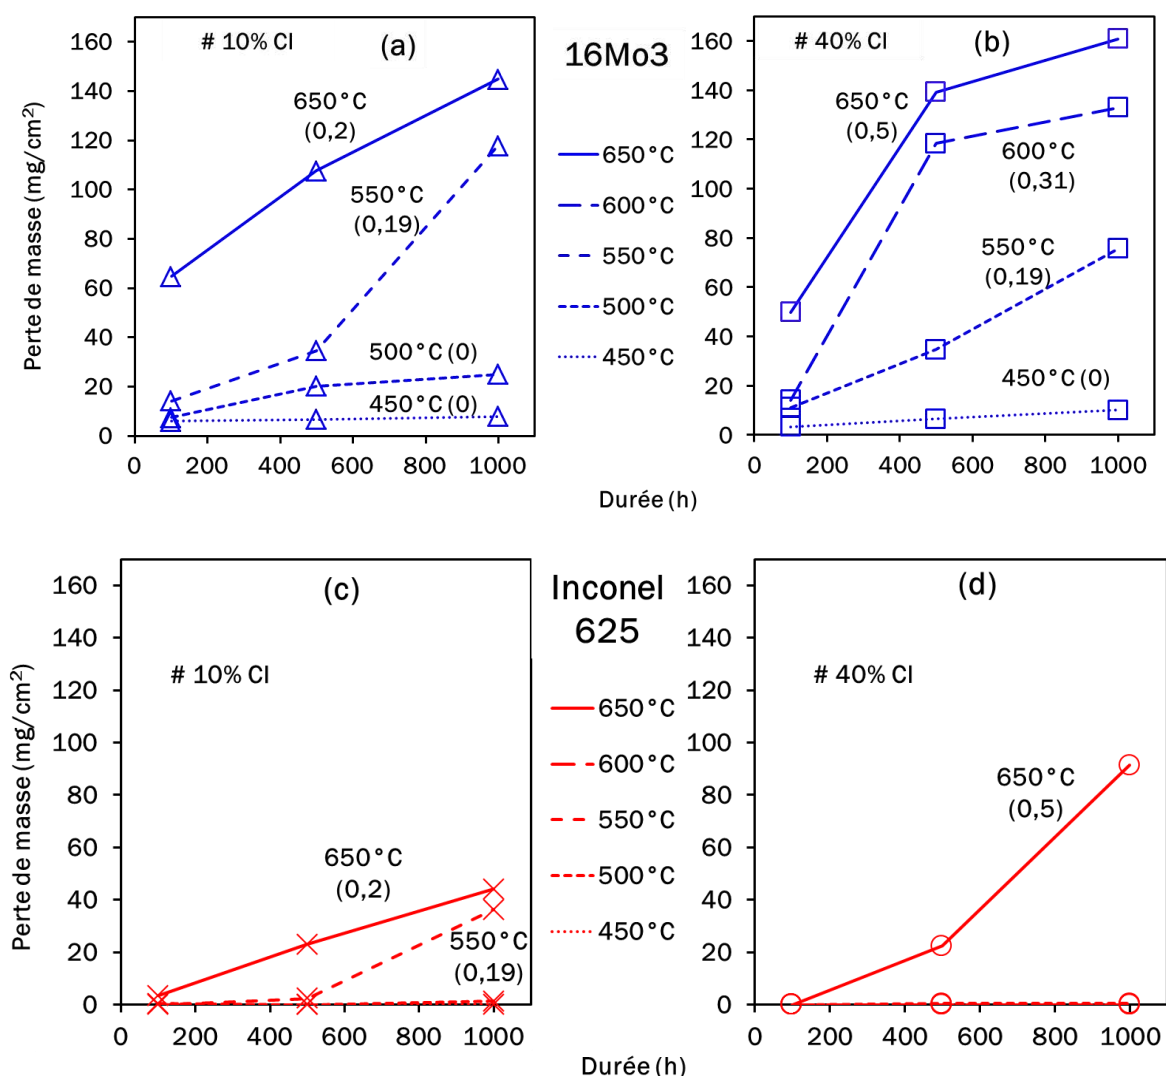 # 10% Cl
(a)
160
140
120
100
80
60
40
20
0
Perte de masse (mg/cm²)
650°C
(0,2)
550°C
(0,19)
500°C (0)
450°C (0)
0 200 400 600 800 1000
16Mo3
650°C
600°C
550°C
500°C
450°C
# 40% Cl
(b)
160
140
120
100
80
60
40
20
0
650°C
(0,5)
600°C
(0,31)
550°C
(0,19)
450°C (0)
0 200 400 600 800 1000
Durée (h)
(c)
# 10% Cl
160
140
120
100
80
60
40
20
0
Perte de masse (mg/cm²)
650°C
(0,2)
550°C
(0,19)
0 200 400 600 800 1000
Inconel
625
650°C
600°C
550°C
500°C
450°C
(d)
# 40% Cl
160
140
120
100
80
60
40
20
0
650°C
(0,5)
0 200 400 600 800 1000
Durée (h)